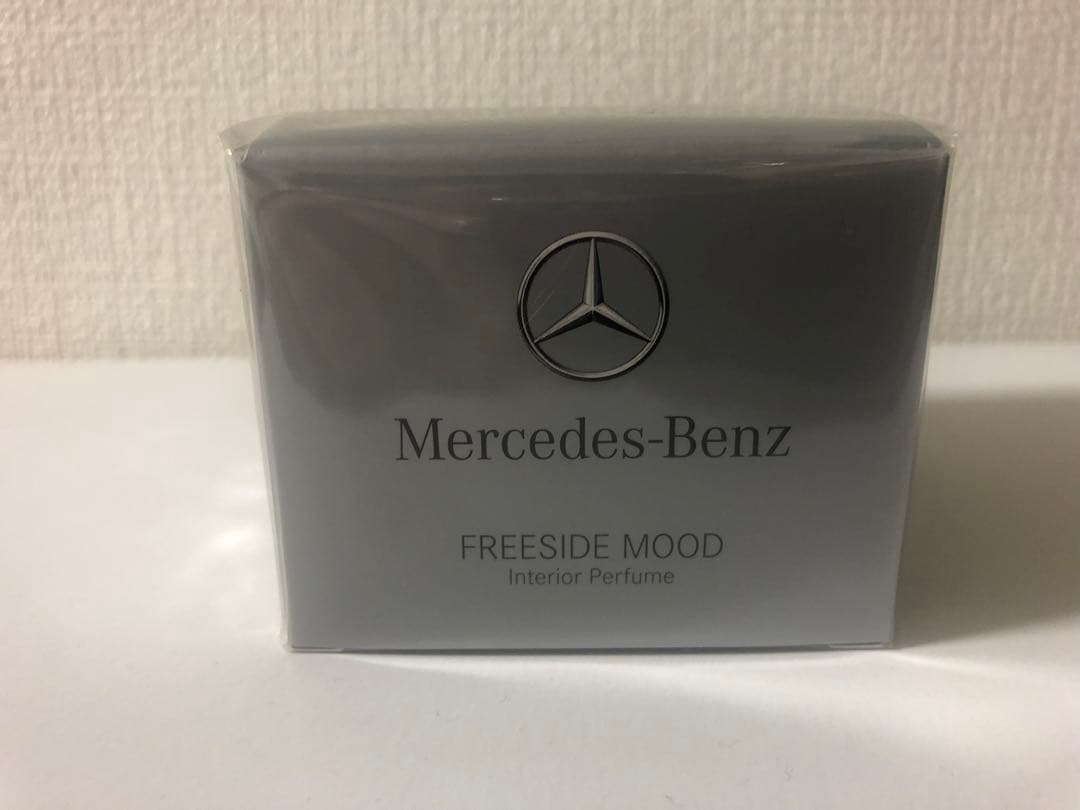 Mercedes-Benz
FREESIDE MOOD
Interior Perfume